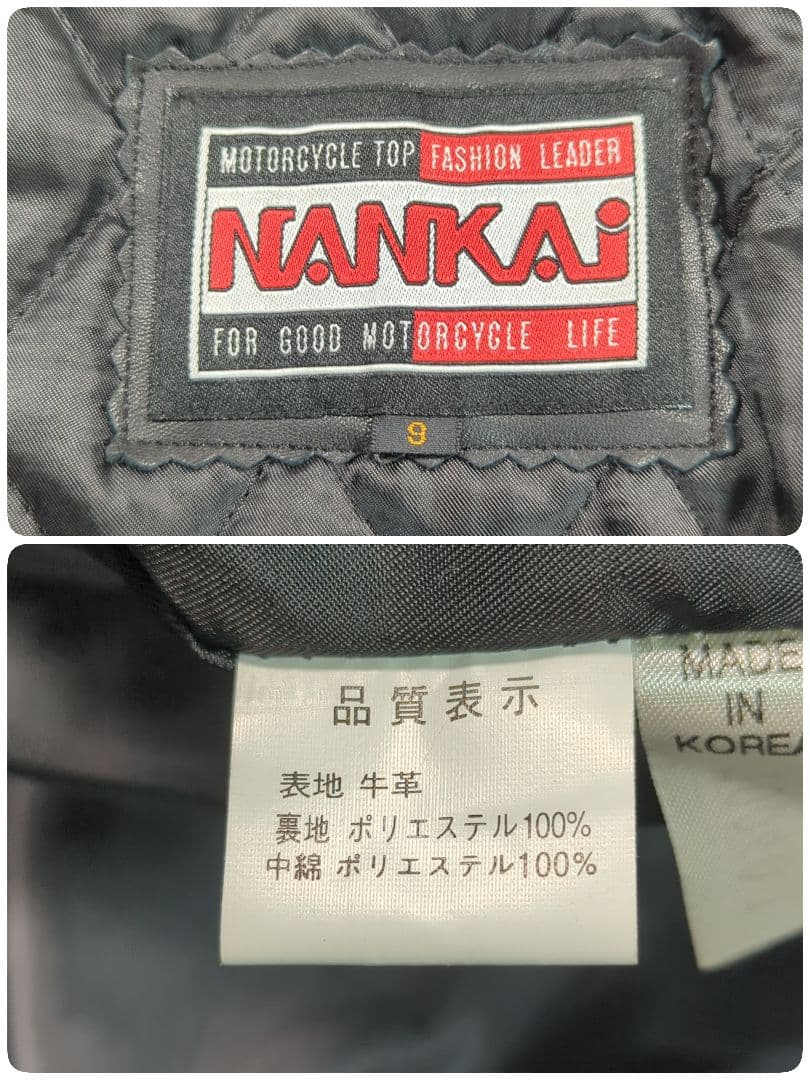 MOTORCYCLE TOP FASHION LEADER
NANKAi
FOR GOOD MOTORCYCLE LIFE
9
品質表示
表地 牛革
裏地 ポリエステル100%
中綿 ポリエステル100%
MADE
IN
KOREA